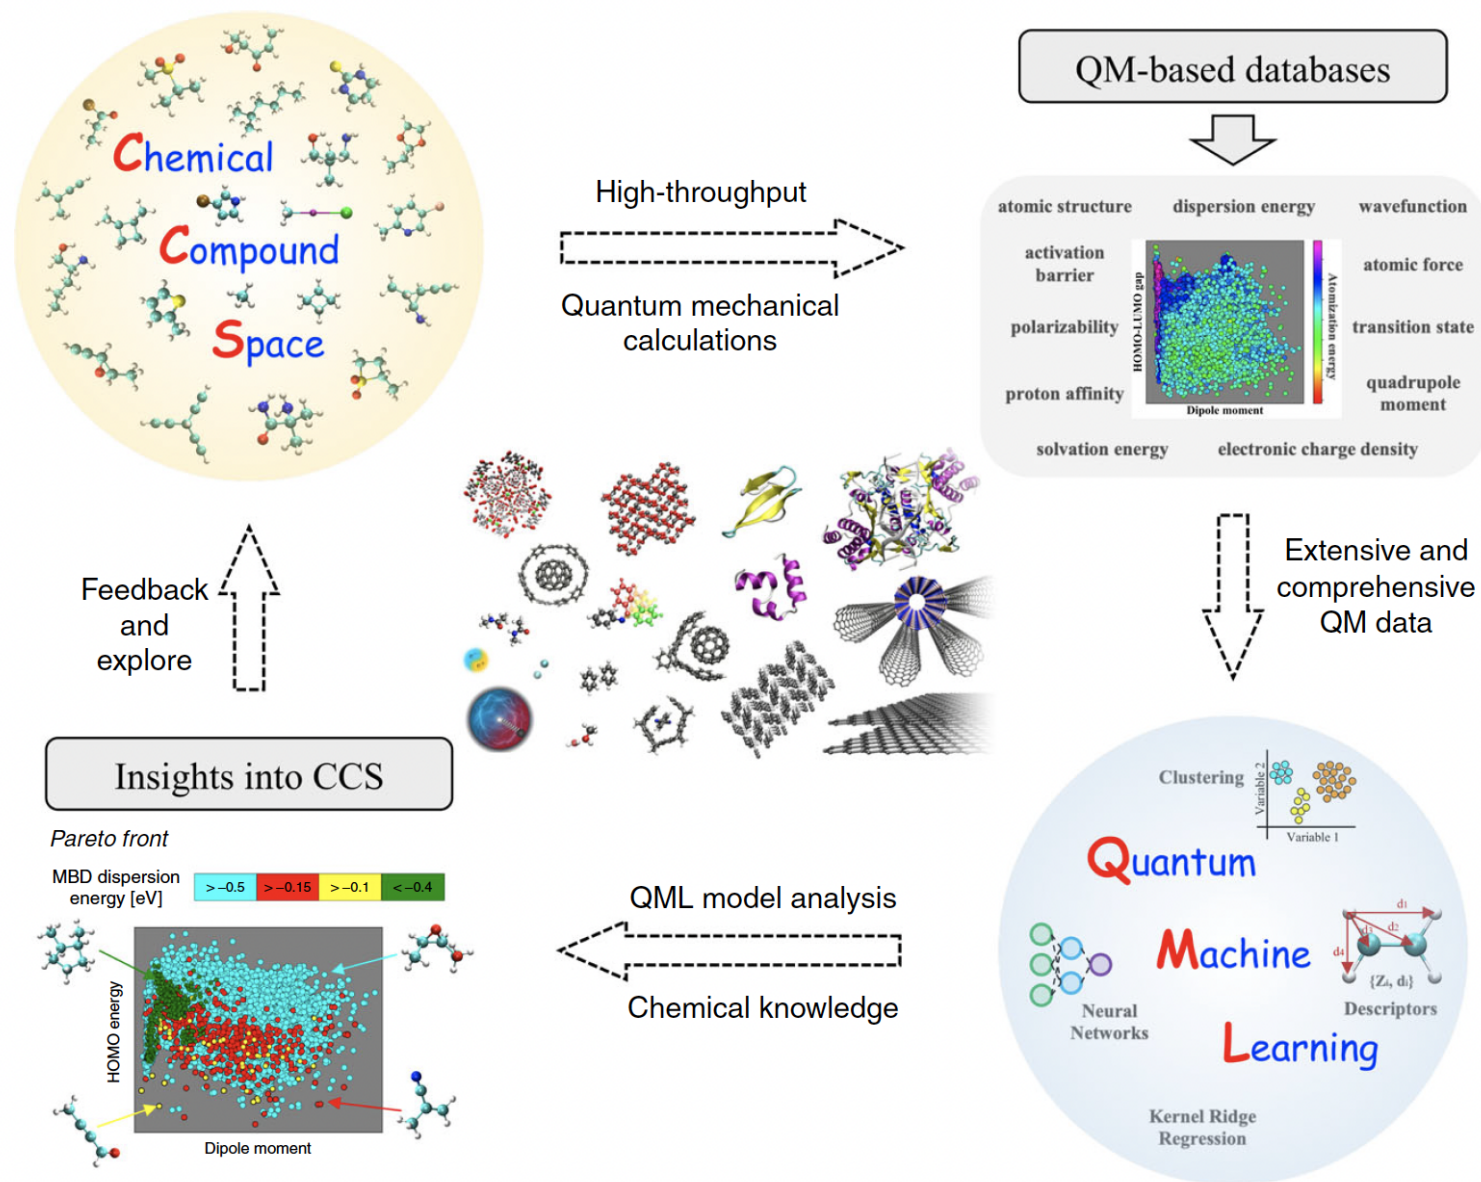 Chemical
Compound
Space
High-throughput
Quantum mechanical
calculations
QM-based databases
atomic structure
dispersion energy
wavefunction
activation
barrier
atomic force
polarizability
transition state
proton affinity
quadrupole
moment
solvation energy
electronic charge density
HOMO-LUMO gap
Dipole moment
Atomization energy
Extensive and
comprehensive
QM data
Clustering
Variable 2
Variable 1
Quantum
Machine
Learning
Neural
Networks
d1
d2
d3
d4
{Zi, di}
Descriptors
Kernel Ridge
Regression
QML model analysis
Chemical knowledge
Feedback
and
explore
Insights into CCS
Pareto front
MBD dispersion
energy [eV]
>−0.5
>−0.15
>−0.1
<−0.4
HOMO energy
Dipole moment